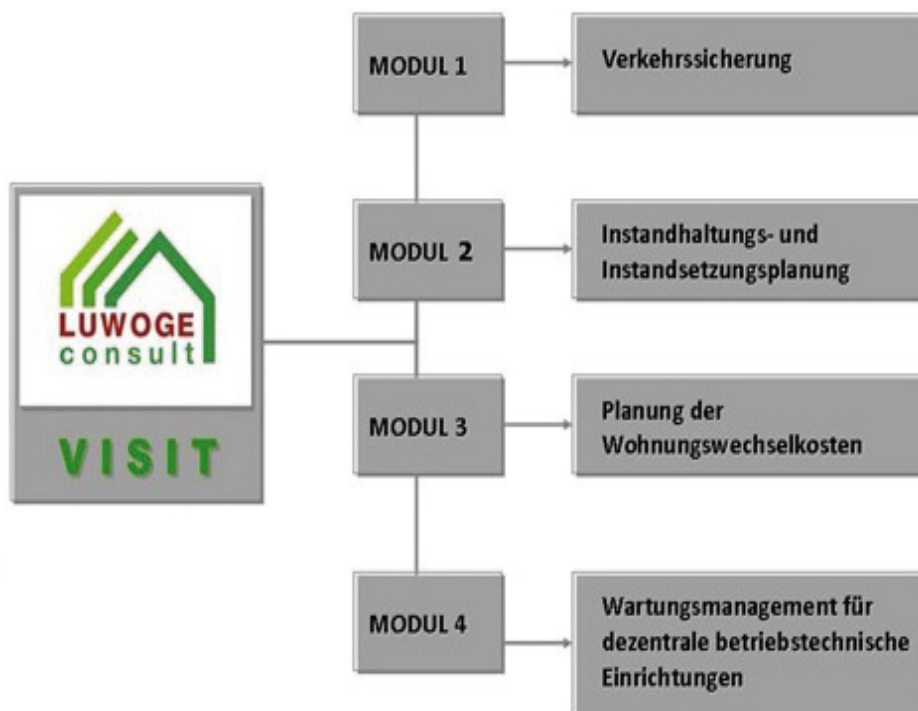 LUWOGE
consult
VISIT
MODUL 1
Verkehrssicherung
MODUL 2
Instandhaltungs- und
Instandsetzungsplanung
MODUL 3
Planung der
Wohnungswechselkosten
MODUL 4
Wartungsmanagement für
dezentrale betriebstechnische
Einrichtungen